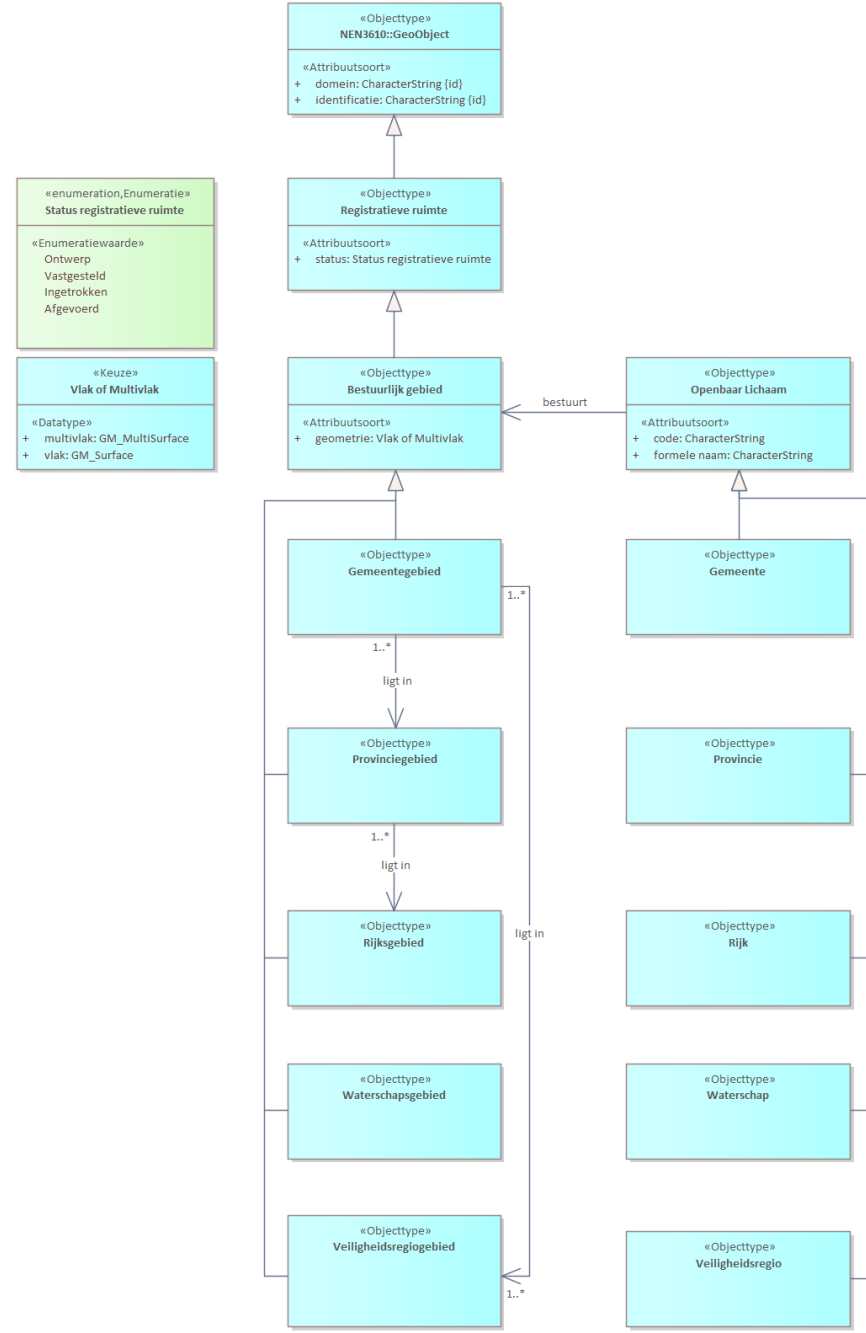 «Objecttype»
NEN3610::GeoObject
«Attribuutsoort»
+ domein: CharacterString {id}
+ identificatie: CharacterString {id}
«enumeration,Enumeratie»
Status registratieve ruimte
«Enumeratiewaarde»
Ontwerp
Vastgesteld
Ingetrokken
Afgevoerd
«Objecttype»
Registratieve ruimte
«Attribuutsoort»
+ status: Status registratieve ruimte
«Keuze»
Vlak of Multivlak
«Datatype»
+ multivlak: GM_MultiSurface
+ vlak: GM_Surface
«Objecttype»
Bestuurlijk gebied
«Attribuutsoort»
+ geometrie: Vlak of Multivlak
bestuurt
«Objecttype»
Openbaar Lichaam
«Attribuutsoort»
+ code: CharacterString
+ formele naam: CharacterString
«Objecttype»
Gemeentegebied
«Objecttype»
Gemeente
1..*
1..*
ligt in
«Objecttype»
Provinciegebied
«Objecttype»
Provincie
1..*
ligt in
«Objecttype»
Rijksgebied
ligt in
«Objecttype»
Rijk
«Objecttype»
Waterschapsgebied
«Objecttype»
Waterschap
«Objecttype»
Veiligheidsregiogebied
1..*
«Objecttype»
Veiligheidsregio